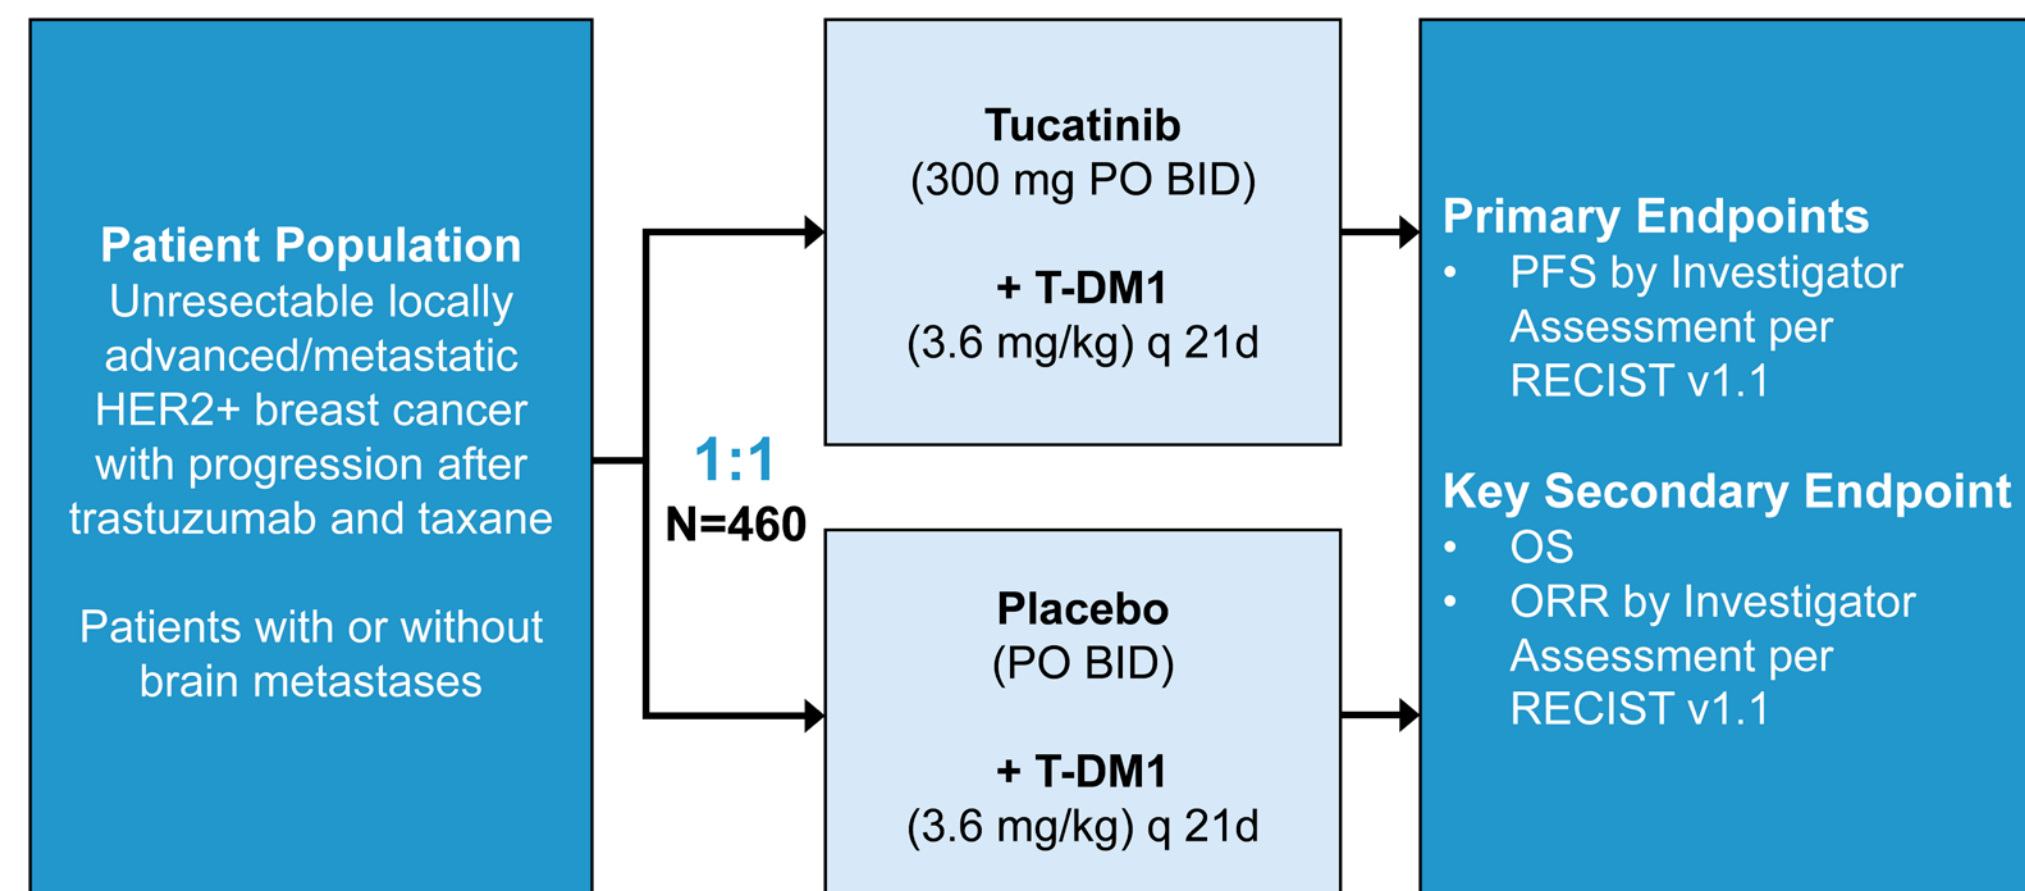 Patient Population
Unresectable locally
advanced/metastatic
HER2+ breast cancer
with progression after
trastuzumab and taxane
Patients with or without
brain metastases
1:1
N=460
Tucatinib
(300 mg PO BID)
+ T-DM1
(3.6 mg/kg) q 21d
Placebo
(PO BID)
+ T-DM1
(3.6 mg/kg) q 21d
Primary Endpoints
• PFS by Investigator
Assessment per
RECIST v1.1
Key Secondary Endpoint
• OS
• ORR by Investigator
Assessment per
RECIST v1.1